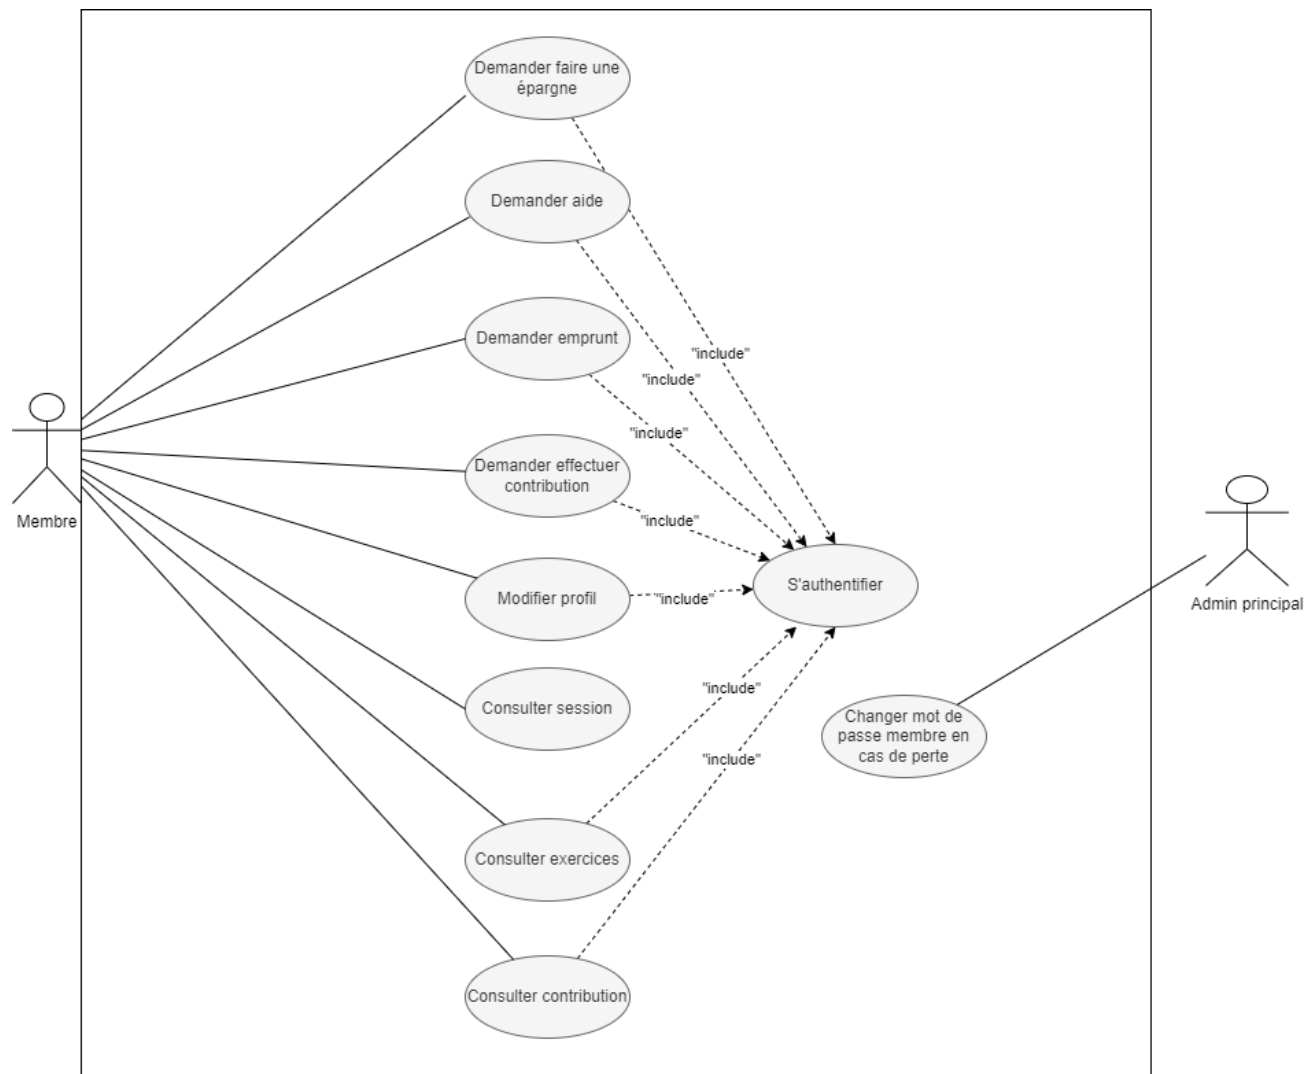 Demander faire une
épargne
Demander aide
Demander emprunt
"include"
"include"
"include"
Demander effectuer
contribution
"include"
Membre
S'authentifier
Modifier profil
"include"
Admin principal
"include"
Consulter session
Changer mot de
passe membre en
cas de perte
"include"
Consulter exercices
Consulter contribution